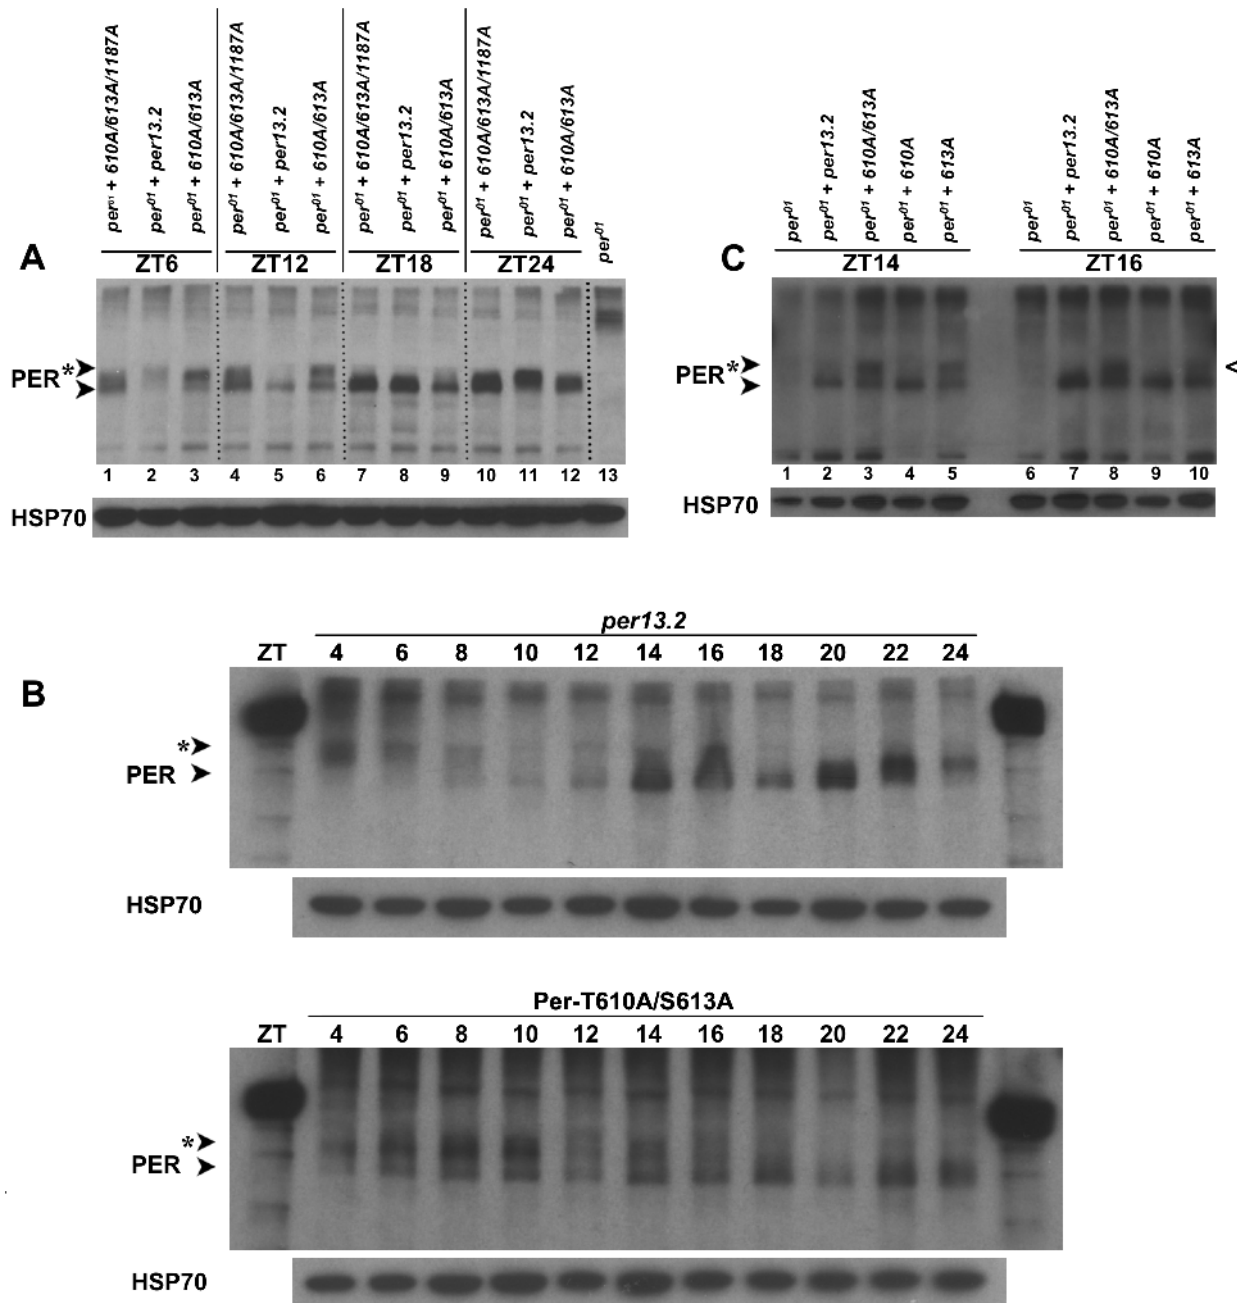 per01 + 610A/613A/1187A
per01 + per13.2
per01 + 610A/613A
per01 + 610A/613A/1187A
per01 + per13.2
per01 + 610A/613A
per01 + 610A/613A/1187A
per01 + per13.2
per01 + 610A/613A
per01 + 610A/613A/1187A
per01 + per13.2
per01 + 610A/613A
per01
A
ZT6 ZT12 ZT18 ZT24
PER*
1 2 3 4 5 6 7 8 9 10 11 12 13
HSP70
per01
per01 + per13.2
per01 + 610A/613A
per01 + 610A
per01 + 613A
per01
per01 + per13.2
per01 + 610A/613A
per01 + 610A
per01 + 613A
C
ZT14 ZT16
PER*
<
1 2 3 4 5 6 7 8 9 10
HSP70
per13.2
ZT 4 6 8 10 12 14 16 18 20 22 24
B
*
PER
HSP70
Per-T610A/S613A
ZT 4 6 8 10 12 14 16 18 20 22 24
*
PER
HSP70